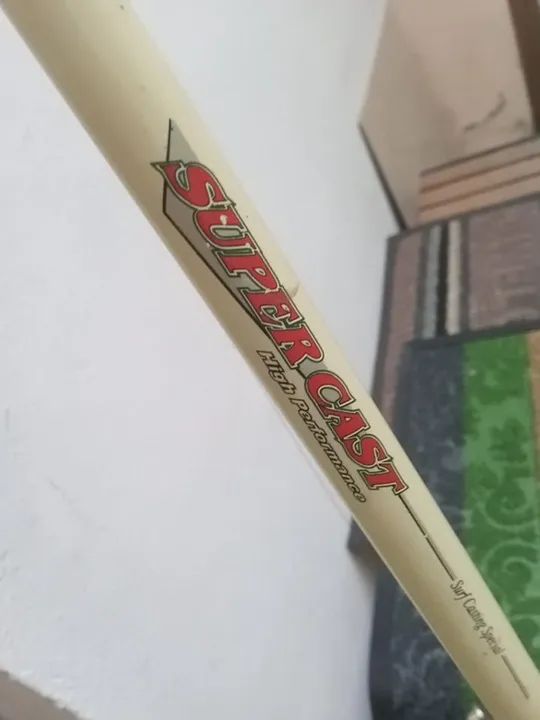 SUPER CAST
High Performance
Surf Casting Special